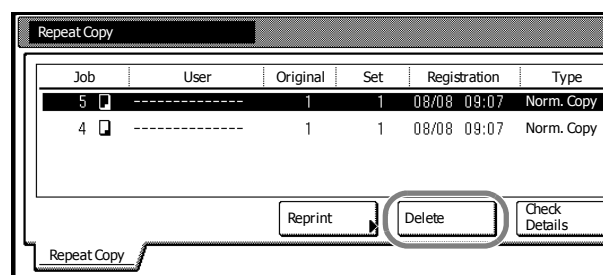 Repeat Copy
Job User Original Set Registration Type
5 -------------- 1 1 08/08 09:07 Norm. Copy
4 -------------- 1 1 08/08 09:07 Norm. Copy
Reprint Delete Check Details
Repeat Copy